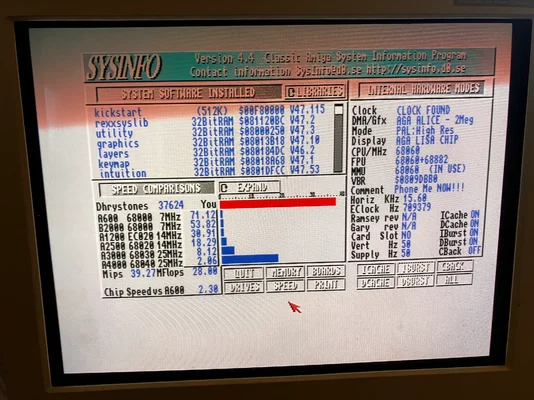 SYSINFO
Version 4.4 Classic Amiga System Information Program
Contact information SysInfo@d0.se http://sysinfo.d0.se
SYSTEM SOFTWARE INSTALLED
LIBRARIES
kickstart (512K) $00F80000 V47.115
rexxsyslib 32BitRAM $081120BC V47.2
utility 32BitRAM $08000250 V47.3
graphics 32BitRAM $08013B18 V47.10
layers 32BitRAM $080184DC V46.2
keymap 32BitRAM $080180A8 V47.1
intuition 32BitRAM $0801DFCC V47.53
SPEED COMPARISONS
EXPAND
Dhrystones 37624 You
A600 68000 7MHz 71.12
B2000 68000 7MHz 53.82
A1200 EC020 14MHz 30.91
A2500 68020 14MHz 18.29
A3000 68030 25MHz 8.12
A4000 68040 25MHz 2.06
Mips 39.27 MFlops 28.00
Chip Speed vs A600 2.30
QUIT MEMORY BOARDS
DRIVES SPEED PRINT
INTERNAL HARDWARE MODES
Clock CLOCK FOUND
DMA/Gfx AGA ALICE - 2Meg
Mode PAL:High Res
Display AGA LISA CHIP
CPU/MHz 68060
FPU 68060+68882
MMU 68060 (IN USE)
VBR $0809DBB0
Comment Phone Me NOW!!!
Horiz KHz 15.60
EClock Hz 709379
Ramsey rev N/A ICache ON
Gary rev N/A DCache ON
Card Slot NO IBurst ON
Vert Hz 50 DBurst ON
Supply Hz 50 CBack OFF
ICACHE IBURST CBACK
DCACHE DBURST ALL